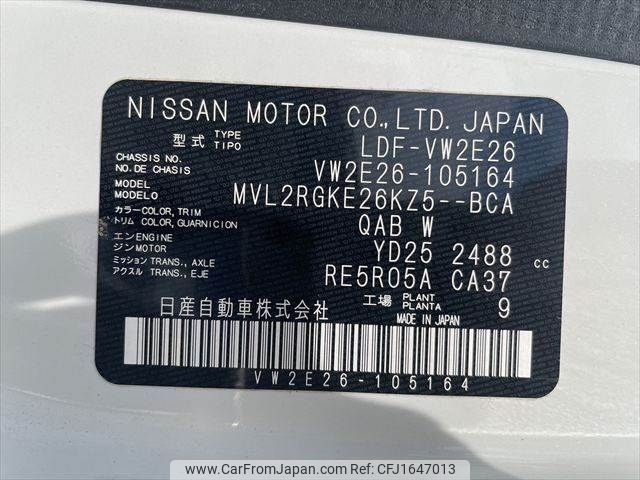 NISSAN MOTOR CO.,LTD. JAPAN
型式 TYPE TIPO LDF-VW2E26
CHASSIS NO. NO. DE CHASIS VW2E26-105164
MODEL MODELO MVL2RGKE26KZ5--BCA
カラー COLOR, TRIM
トリム COLOR, GUARNICION QAB W
エンジン ENGINE MOTOR YD25 2488 CC
ミッション TRANS., AXLE
アクスル TRANS., EJE RE5R05A CA37
日産自動車株式会社 工場 PLANT PLANTA 9
MADE IN JAPAN
VW2E26-105164
www.CarFromJapan.com | Car ID: CFJ1647013